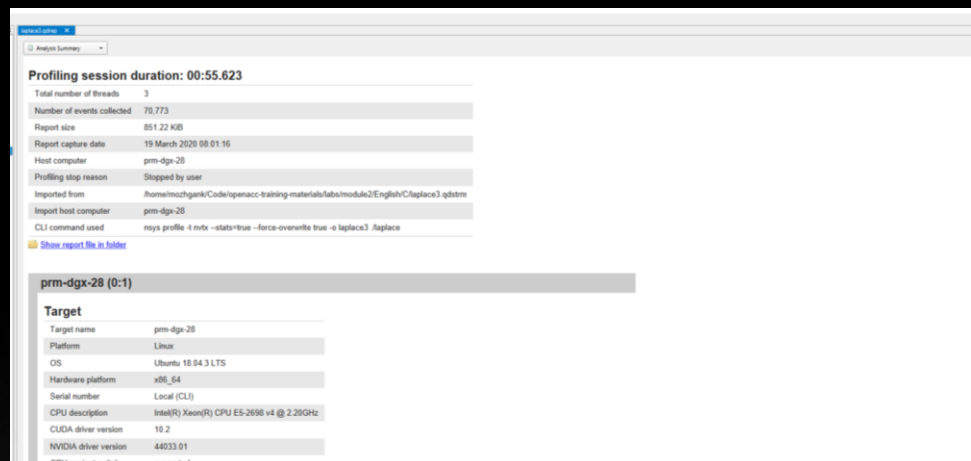 laplace3.qdrep ×
Analysis Summary
Profiling session duration: 00:55.623
Total number of threads 3
Number of events collected 70,773
Report size 851.22 KiB
Report capture date 19 March 2020 08:01:16
Host computer prm-dgx-28
Profiling stop reason Stopped by user
Imported from /home/mozhgank/Code/openacc-training-materials/labs/module2/English/C/laplace3.qdstrm
Import host computer prm-dgx-28
CLI command used nsys profile -t nvtx --stats=true --force-overwrite true -o laplace3 ./laplace
Show report file in folder
prm-dgx-28 (0:1)
Target
Target name prm-dgx-28
Platform Linux
OS Ubuntu 18.04.3 LTS
Hardware platform x86_64
Serial number Local (CLI)
CPU description Intel(R) Xeon(R) CPU E5-2698 v4 @ 2.20GHz
CUDA driver version 10.2
NVIDIA driver version 44033.01